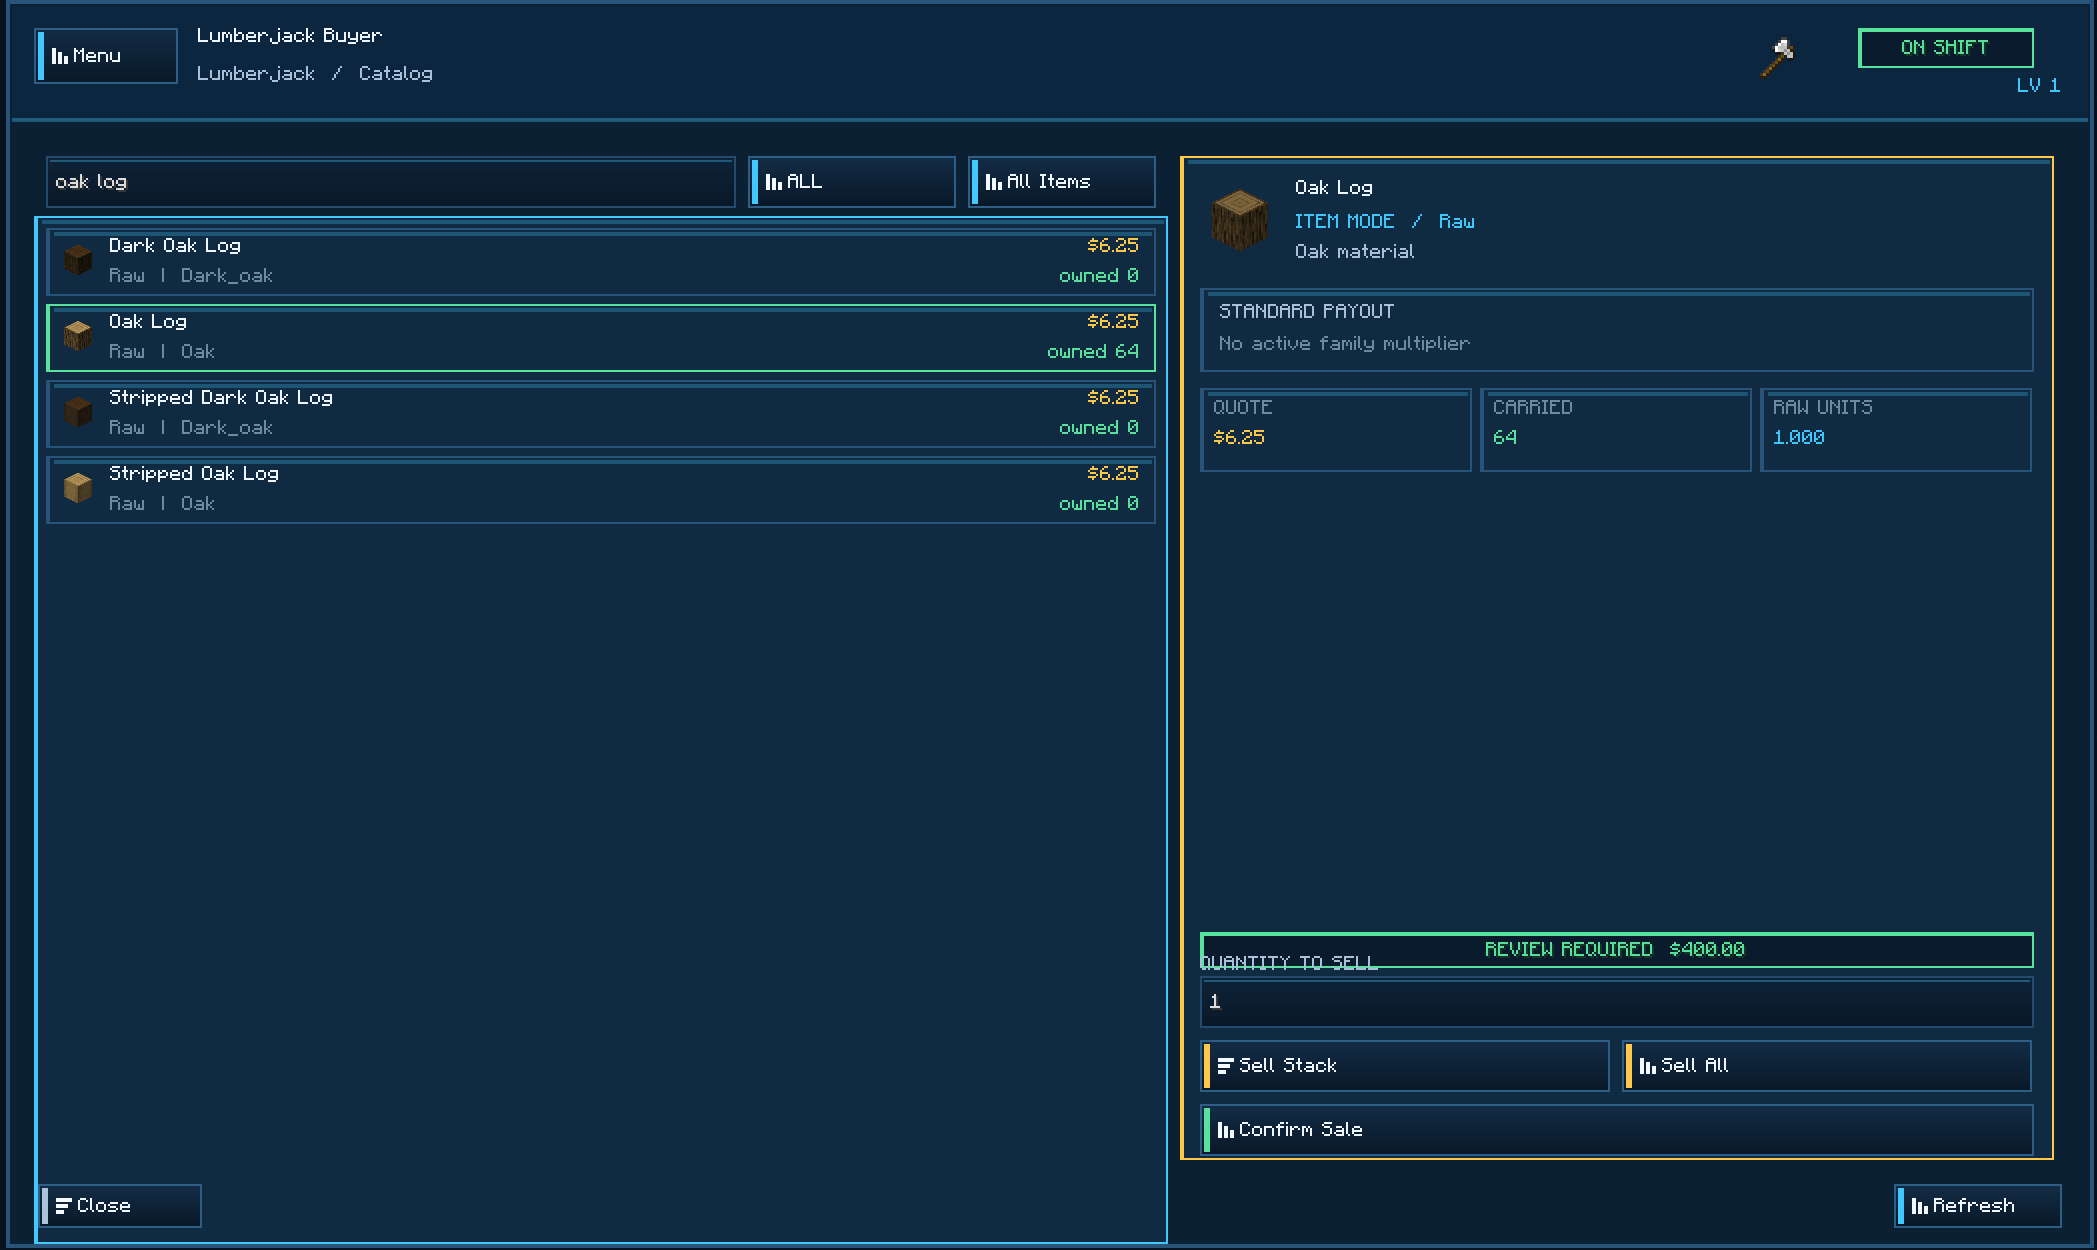 Menu
Lumberjack Buyer
Lumberjack / Catalog
ON SHIFT
LV 1
oak log
ALL
All Items
Dark Oak Log
$6.25
Raw | Dark_oak
owned 0
Oak Log
$6.25
Raw | Oak
owned 64
Stripped Dark Oak Log
$6.25
Raw | Dark_oak
owned 0
Stripped Oak Log
$6.25
Raw | Oak
owned 0
Oak Log
ITEM MODE / Raw
Oak material
STANDARD PAYOUT
No active family multiplier
QUOTE
$6.25
CARRIED
64
RAW UNITS
1.000
REVIEW REQUIRED $400.00
QUANTITY TO SELL
1
Sell Stack
Sell All
Confirm Sale
Close
Refresh